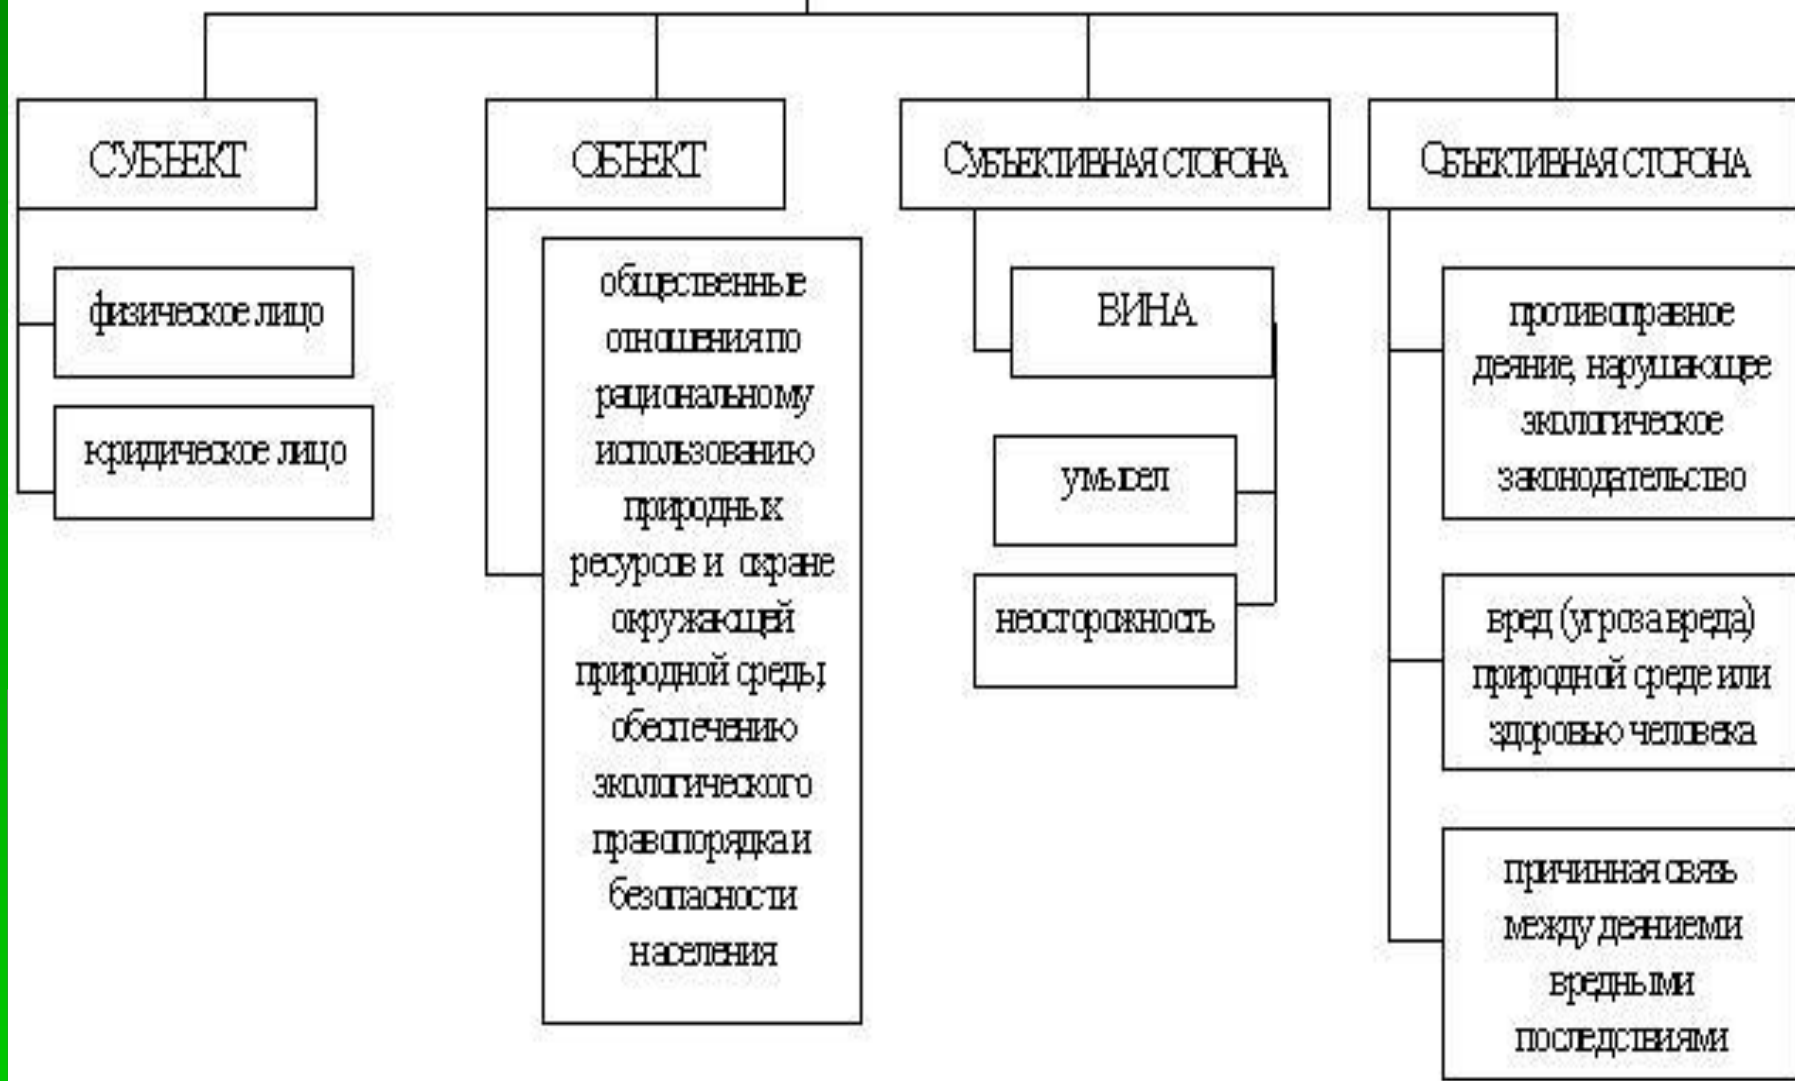 СУБЪЕКТ
физическое лицо
юридическое лицо
ОБЪЕКТ
общественные
отношения по
рациональному
использованию
природных
ресурсов и охране
окружающей
природной среды,
обеспечению
экологического
правопорядка и
безопасности
населения
СУБЪЕКТИВНАЯ СТОРОНА
ВИНА
умысел
неосторожность
ОБЪЕКТИВНАЯ СТОРОНА
противоправное
деяние, нарушающее
экологическое
законодательство
вред (угроза вреда)
природной среде или
здоровью человека
причинная связь
между деянием и
вредными
последствиями